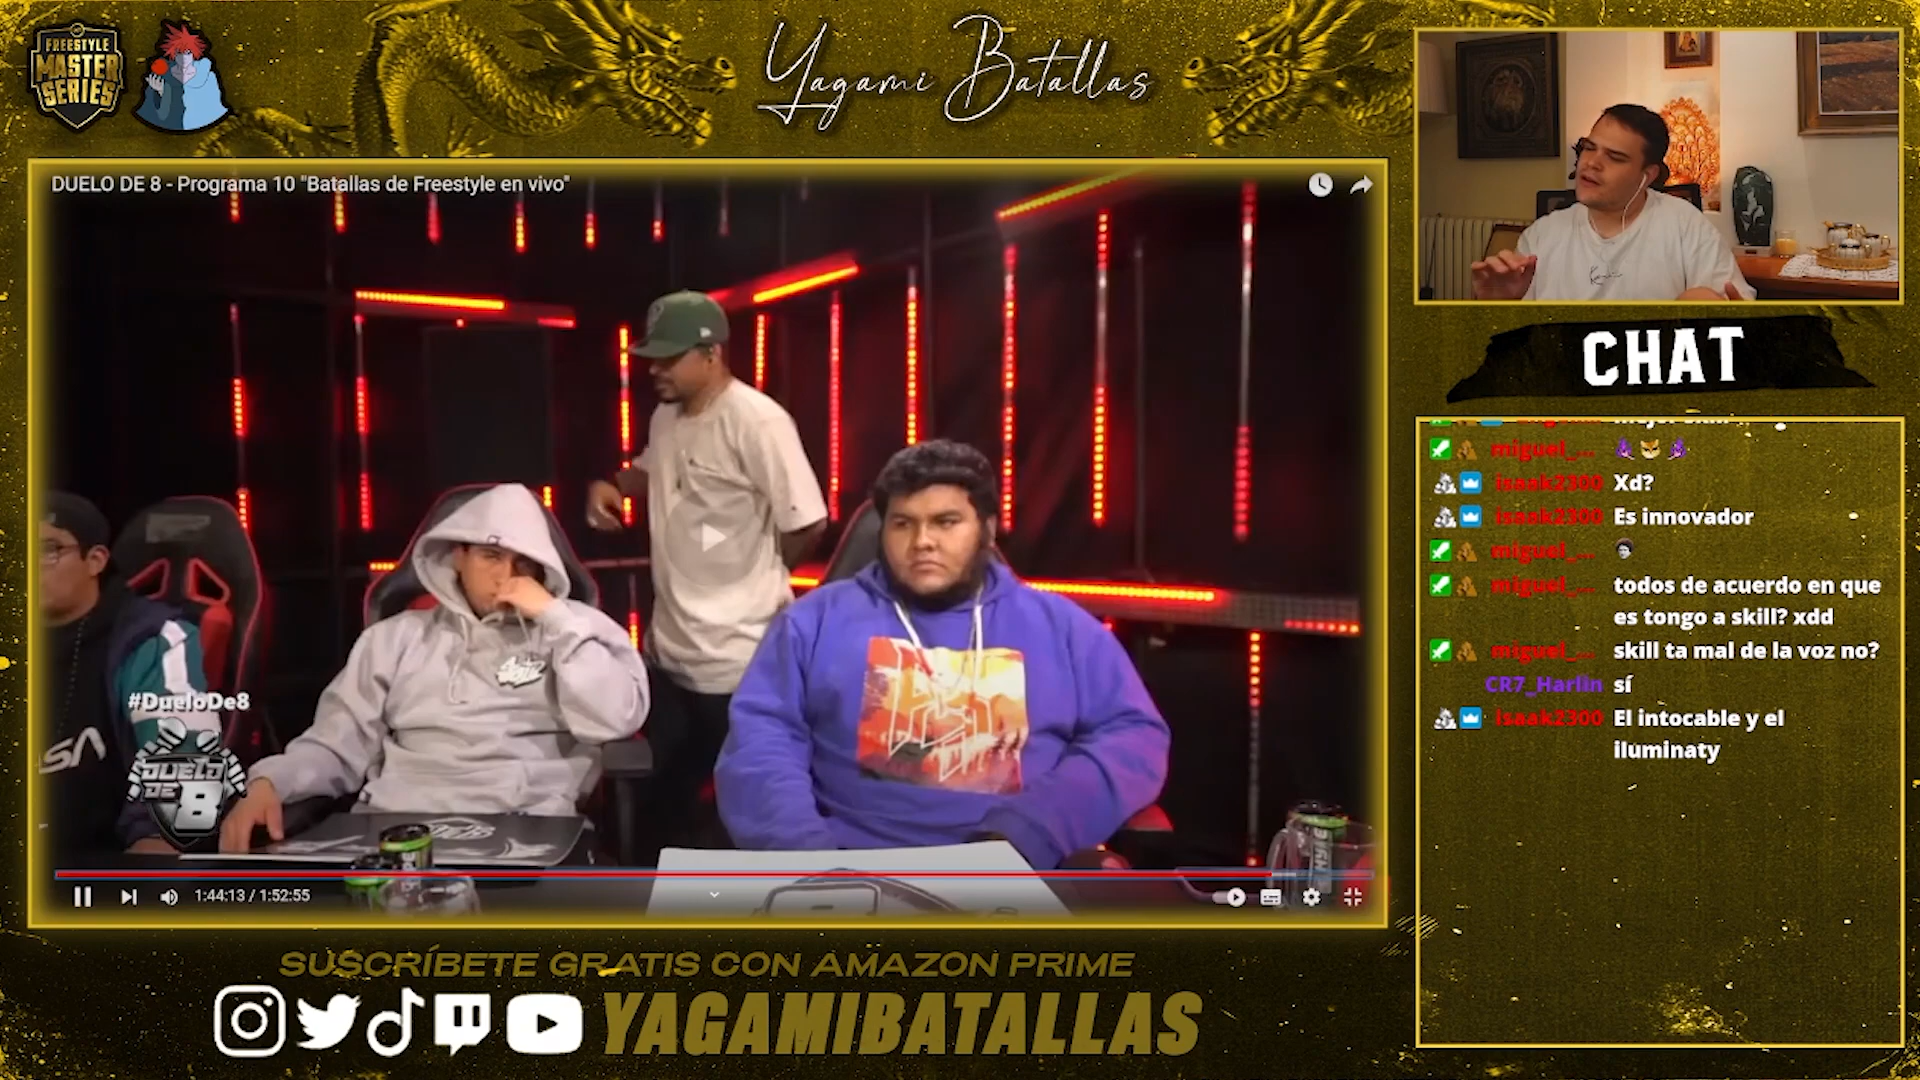 FREESTYLE
MASTER
SERIES
Yagami Batallas
DUELO DE 8 - Programa 10 "Batallas de Freestyle en vivo"
#DueloDe8
DUELO
DE 8
1:44:13 / 1:52:55
CHAT
miguel_...
isaak2300 Xd?
isaak2300 Es innovador
miguel_...
miguel_... todos de acuerdo en que
es tongo a skill? xdd
miguel_... skill ta mal de la voz no?
CR7_Harlin sí
isaak2300 El intocable y el
iluminaty
SUSCRÍBETE GRATIS CON AMAZON PRIME
YAGAMIBATALLAS